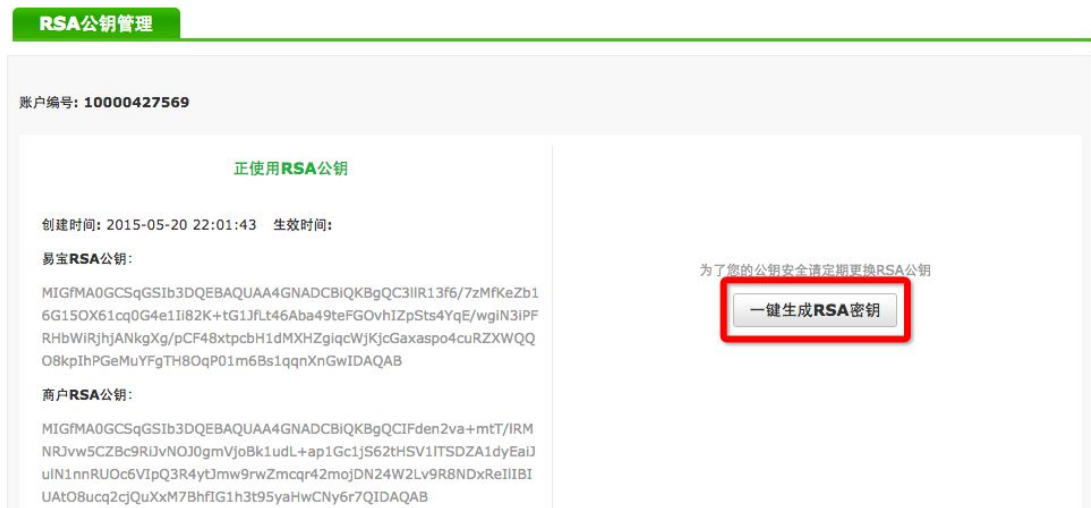 RSA公钥管理
账户编号: 10000427569
正使用RSA公钥
创建时间: 2015-05-20 22:01:43 生效时间:
易宝RSA公钥:
MIGfMA0GCSqGSIb3DQEBAQUAA4GNADCBiQKBgQC3llR13f6/7zMfKeZb1
6G15OX61cq0G4e1Ii82K+tG1JfLt46Aba49teFGOvhIZpSts4YqE/wgiN3iPF
RHbWiRjhjANkgXg/pCF48xtpcbH1dMXHZgiqcWjKjcGaxaspo4cuRZXWQQ
O8kpIhPGeMuYFgTH8OqP01m6Bs1qqnXnGwIDAQAB
商户RSA公钥:
MIGfMA0GCSqGSIb3DQEBAQUAA4GNADCBiQKBgQCIFden2va+mtT/lRM
NRJvw5CZBc9RiJvNOJ0gmVjoBk1udL+ap1Gc1jS62tHSV1lTSDZA1dyEaiJ
ulN1nnRUOc6VIpQ3R4ytJmw9rwZmcqr42mojDN24W2Lv9R8NDxReIlIBI
UAtO8ucq2cjQuXxM7BhfIG1h3t95yaHwCNy6r7QIDAQAB
为了您的公钥安全请定期更换RSA公钥
一键生成RSA密钥